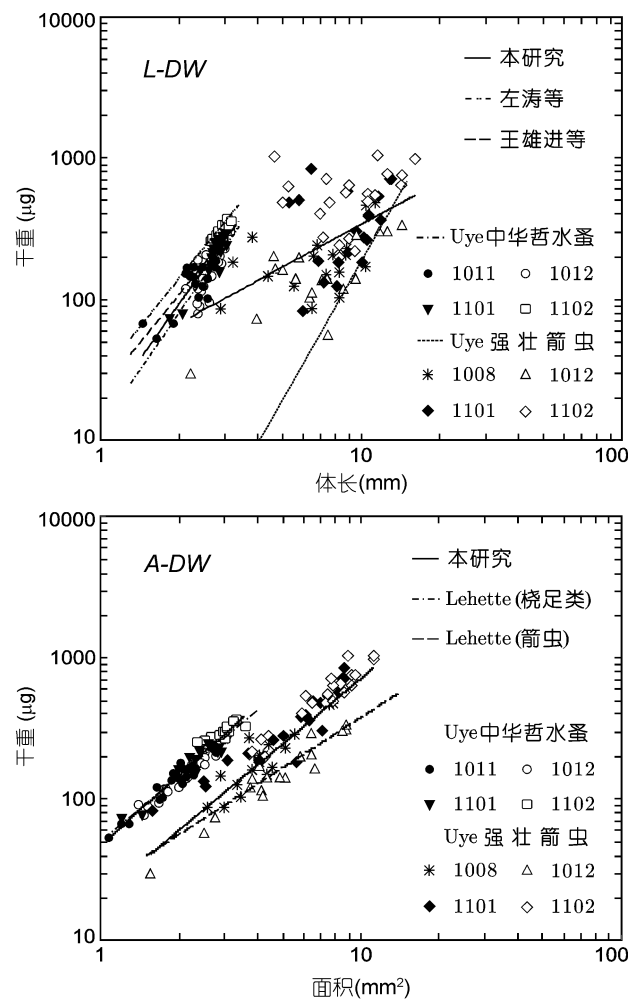 10000
L-DW
本研究
左涛等
王雄进等
1000
干重 (μg)
Uye中华哲水蚤
1011 1012
1101 1102
100
Uye 强 壮 箭 虫
1008 1012
1101 1102
10
1 10 100
体长(mm)
10000
A-DW
本研究
Lehette (桡足类)
Lehette (箭虫)
1000
干重 (μg)
Uye中华哲水蚤
1011 1012
1101 1102
100
Uye 强 壮 箭 虫
1008 1012
1101 1102
10
1 10 100
面积(mm²)